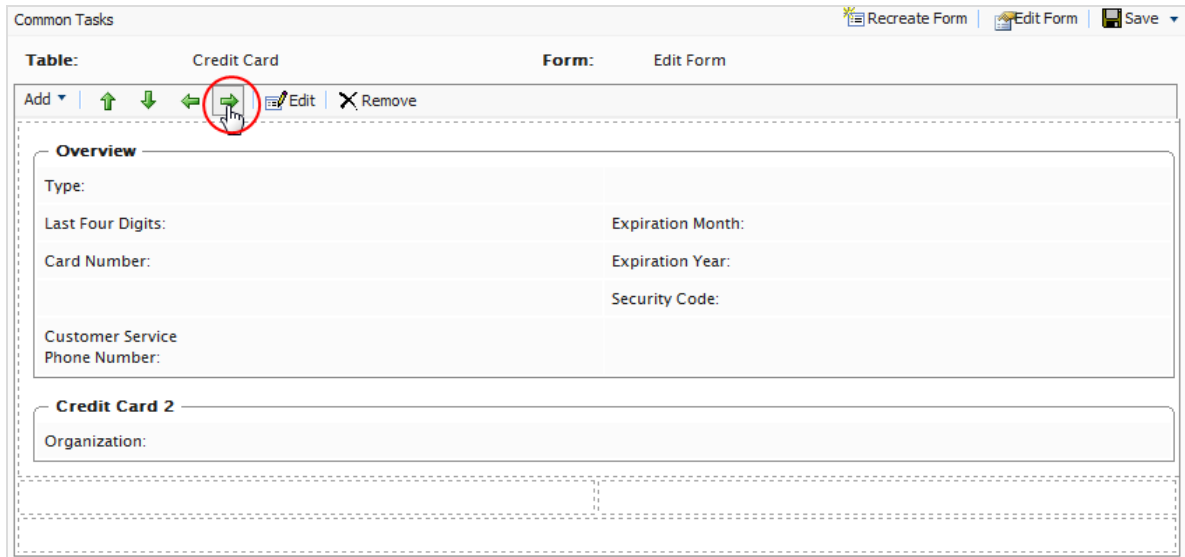 Common Tasks Recreate Form Edit Form Save
Table: Credit Card Form: Edit Form
Add Edit Remove
Overview
Type:
Last Four Digits: Expiration Month:
Card Number: Expiration Year:
Security Code:
Customer Service
Phone Number:
Credit Card 2
Organization: